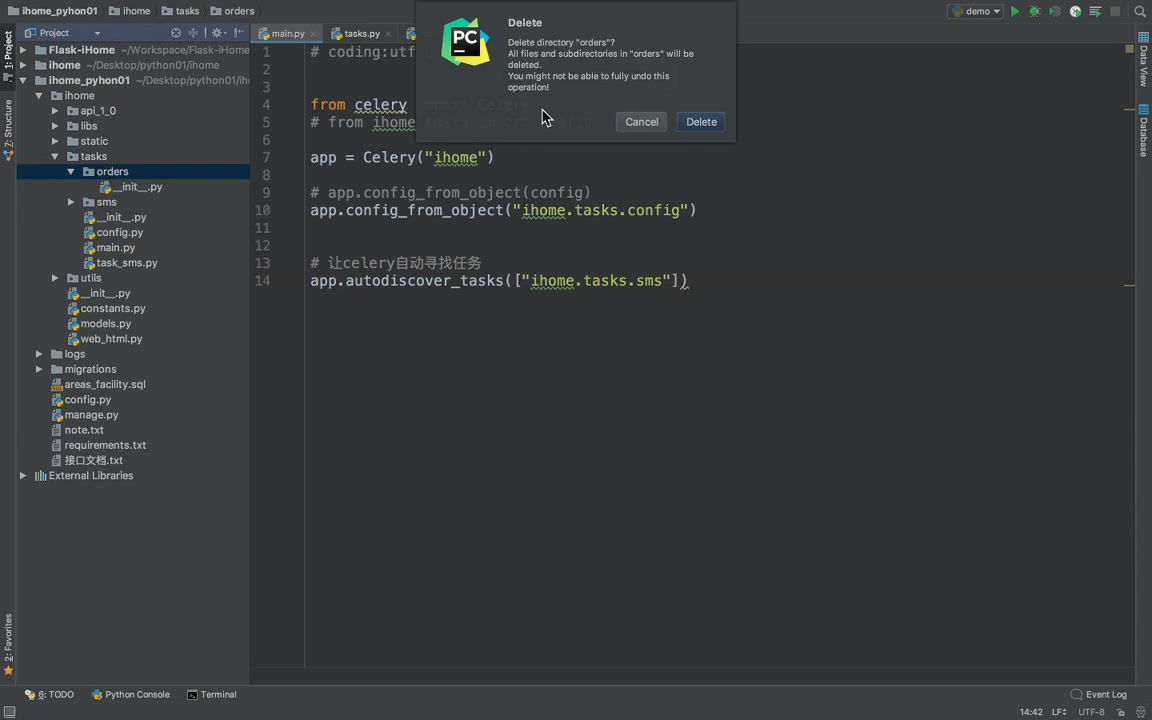 ihome_python01 ihome tasks orders
demo
1: Project
Z: Structure
2: Favorites
Project
Flask-iHome ~/Workspace/Flask-iHome
ihome ~/Desktop/python01/ihome
ihome_pyhon01 ~/Desktop/python01/ih
ihome
api_1_0
libs
static
tasks
orders
__init__.py
sms
__init__.py
config.py
main.py
task_sms.py
utils
__init__.py
constants.py
models.py
web_html.py
logs
migrations
areas_facility.sql
config.py
manage.py
note.txt
requirements.txt
接口文档.txt
External Libraries
main.py tasks.py
1 # coding:utf
2
3
4 from celery import Celery
5 # from ihome.tasks import
6
7 app = Celery("ihome")
8
9 # app.config_from_object(config)
10 app.config_from_object("ihome.tasks.config")
11
12
13 # 让celery自动寻找任务
14 app.autodiscover_tasks(["ihome.tasks.sms"])
PC
Delete
Delete directory "orders"?
All files and subdirectories in "orders" will be
deleted.
You might not be able to fully undo this
operation!
Cancel Delete
Data View
Database
6: TODO Python Console Terminal
Event Log
14:42 LF÷ UTF-8